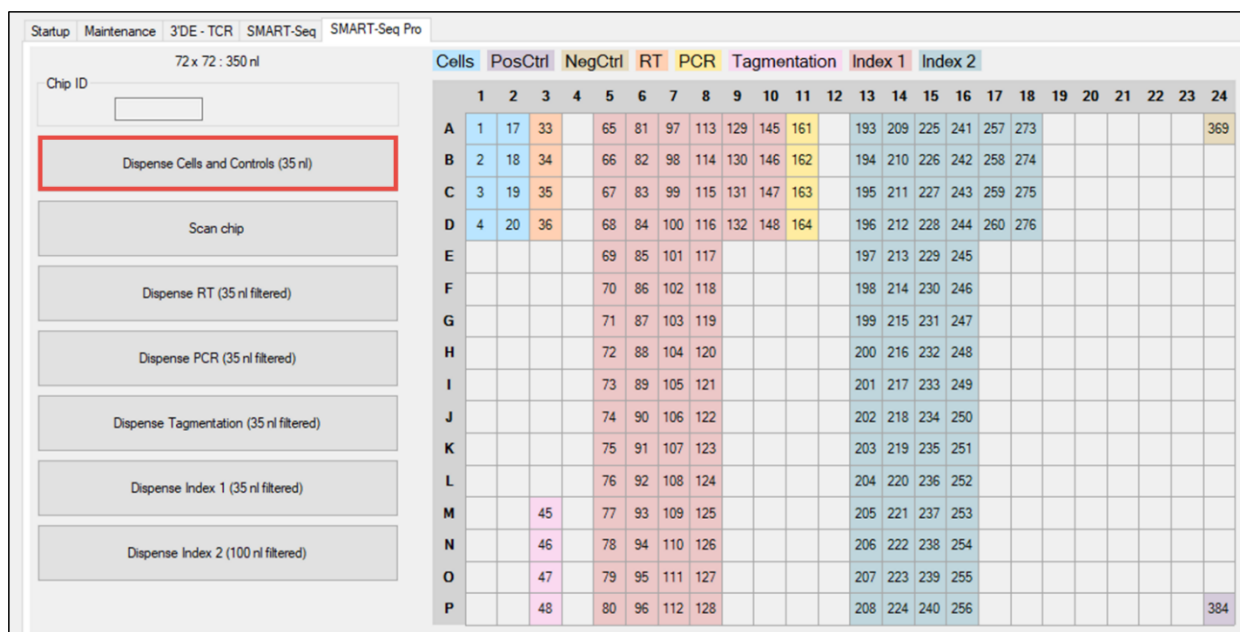 Startup Maintenance 3'DE - TCR SMART-Seq SMART-Seq Pro
72 x 72 : 350 nl
Chip ID
Dispense Cells and Controls (35 nl)
Scan chip
Dispense RT (35 nl filtered)
Dispense PCR (35 nl filtered)
Dispense Tagmentation (35 nl filtered)
Dispense Index 1 (35 nl filtered)
Dispense Index 2 (100 nl filtered)
Cells PosCtrl NegCtrl RT PCR Tagmentation Index 1 Index 2
1 2 3 4 5 6 7 8 9 10 11 12 13 14 15 16 17 18 19 20 21 22 23 24
A 1 17 33 65 81 97 113 129 145 161 193 209 225 241 257 273 369
B 2 18 34 66 82 98 114 130 146 162 194 210 226 242 258 274
C 3 19 35 67 83 99 115 131 147 163 195 211 227 243 259 275
D 4 20 36 68 84 100 116 132 148 164 196 212 228 244 260 276
E 69 85 101 117 197 213 229 245
F 70 86 102 118 198 214 230 246
G 71 87 103 119 199 215 231 247
H 72 88 104 120 200 216 232 248
I 73 89 105 121 201 217 233 249
J 74 90 106 122 202 218 234 250
K 75 91 107 123 203 219 235 251
L 76 92 108 124 204 220 236 252
M 45 77 93 109 125 205 221 237 253
N 46 78 94 110 126 206 222 238 254
O 47 79 95 111 127 207 223 239 255
P 48 80 96 112 128 208 224 240 256 384